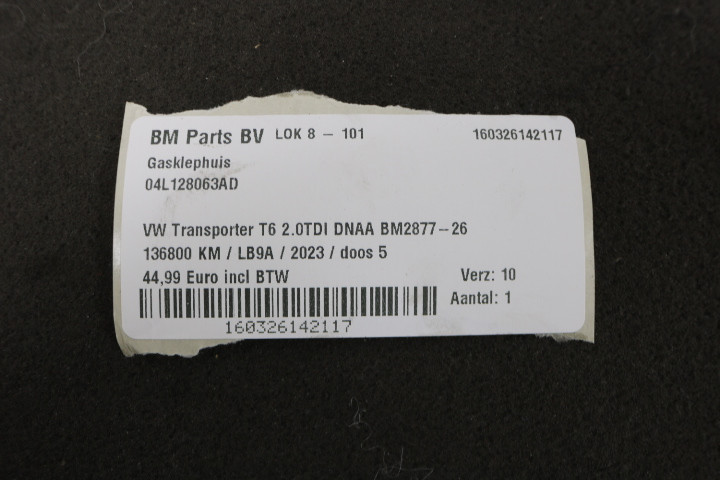 BM Parts BV LOK 8 - 101 160326142117
Gasklephuis
04L128063AD
VW Transporter T6 2.0TDI DNAA BM2877-26
136800 KM / LB9A / 2023 / doos 5
44,99 Euro incl BTW Verz: 10
Aantal: 1
160326142117